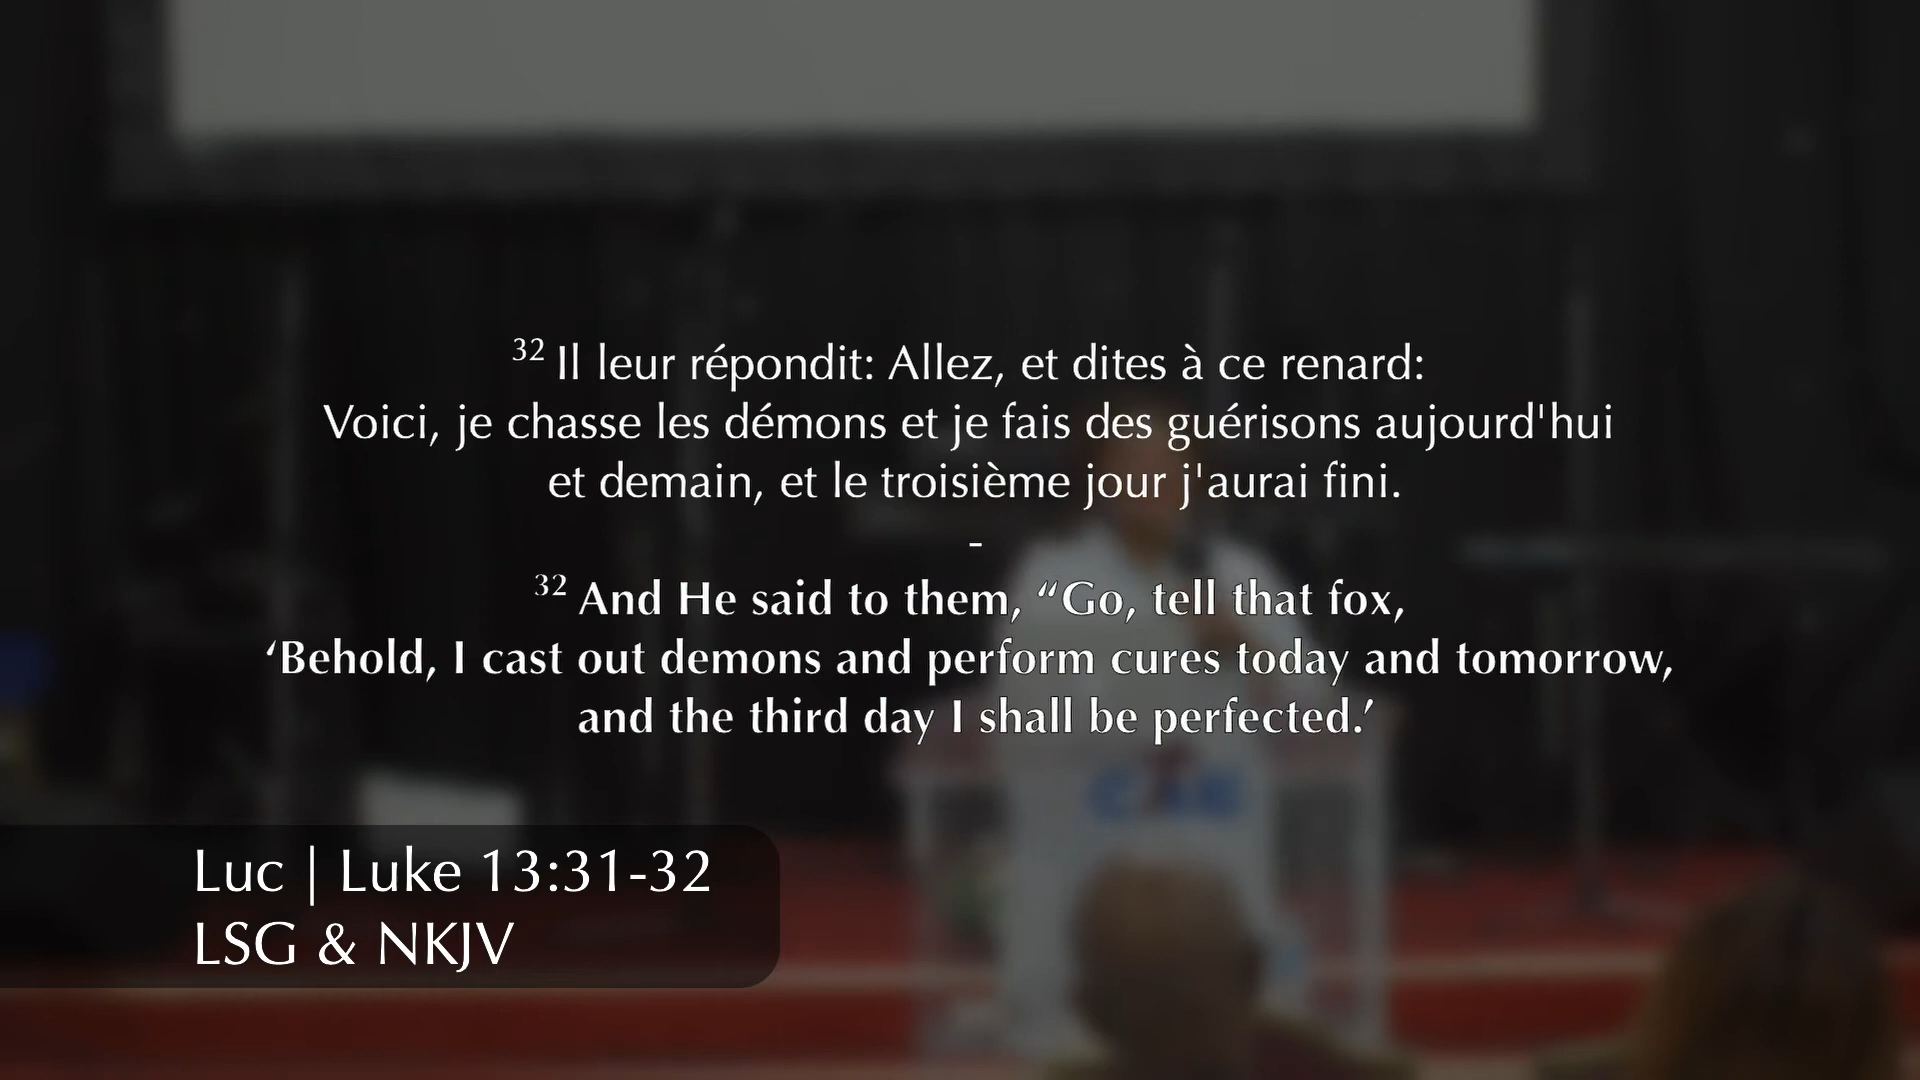 32 Il leur répondit: Allez, et dites à ce renard:
Voici, je chasse les démons et je fais des guérisons aujourd'hui
et demain, et le troisième jour j'aurai fini.
-
32 And He said to them, “Go, tell that fox,
‘Behold, I cast out demons and perform cures today and tomorrow,
and the third day I shall be perfected.’
Luc | Luke 13:31-32
LSG & NKJV